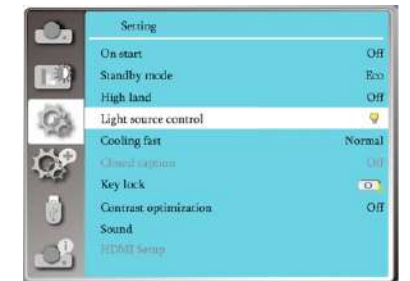 Setting
On start Off
Standby mode Eco
High land Off
Light source control
Cooling fast Normal
Closed caption Off
Key lock
Contrast optimization Off
Sound
HDMI Setup